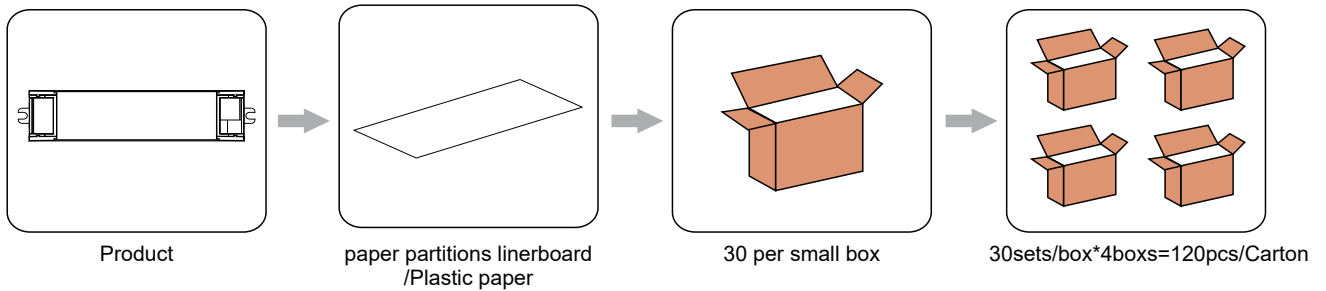 Product
paper partitions linerboard
/Plastic paper
30 per small box
30sets/box*4boxs=120pcs/Carton